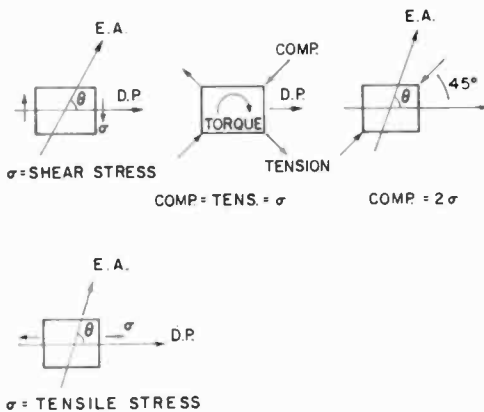 E.A.
θ
D.P.
σ
σ = SHEAR STRESS
COMP.
D.P.
TORQUE
TENSION
COMP. = TENS. = σ
E.A.
45°
θ
COMP. = 2σ
E.A.
θ
σ
D.P.
σ = TENSILE STRESS